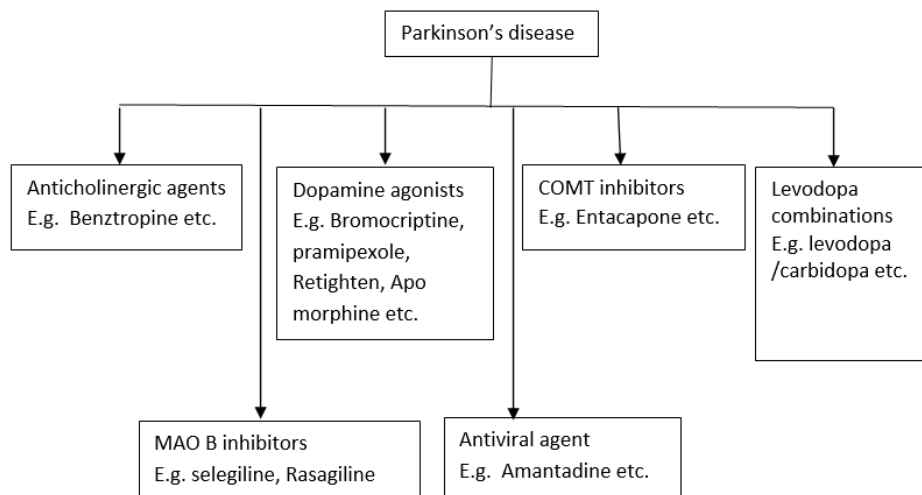 Parkinson's disease
Anticholinergic agents
E.g.  Benztropine etc.
Dopamine agonists
E.g. Bromocriptine,
pramipexole,
Retighten, Apo
morphine etc.
COMT inhibitors
E.g. Entacapone etc.
Levodopa
combinations
E.g. levodopa
/carbidopa etc.
MAO B inhibitors
E.g. selegiline, Rasagiline
Antiviral agent
E.g.  Amantadine etc.